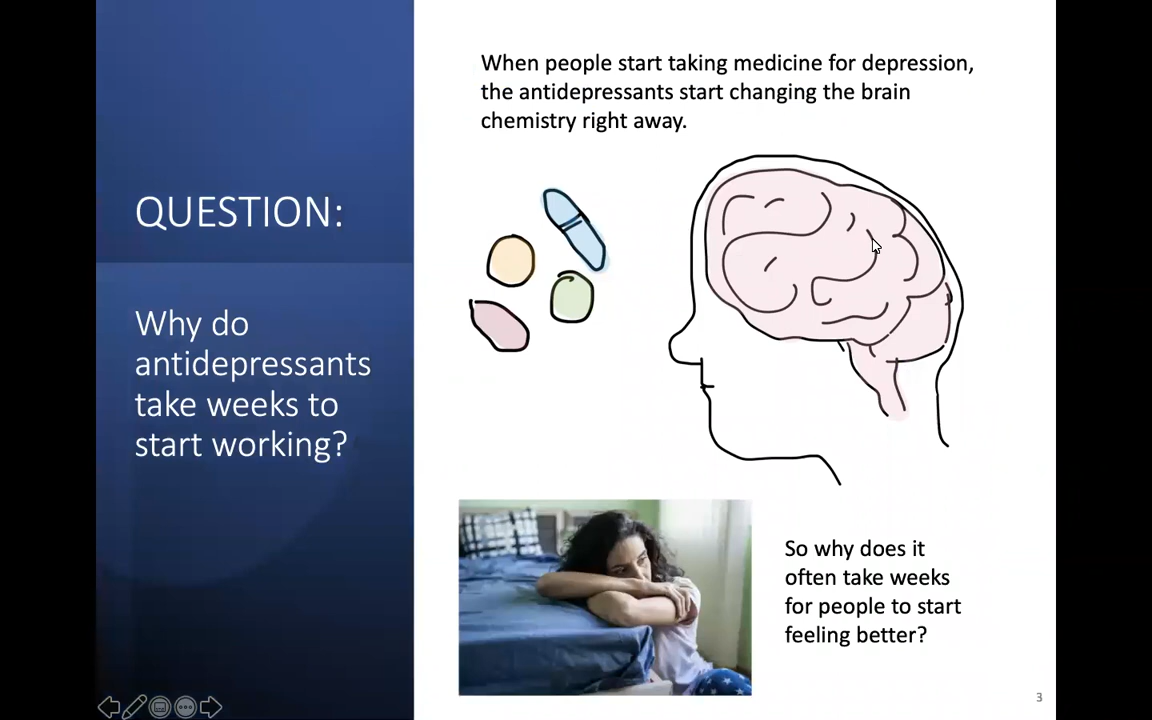 QUESTION:
Why do
antidepressants
take weeks to
start working?
When people start taking medicine for depression,
the antidepressants start changing the brain
chemistry right away.
So why does it
often take weeks
for people to start
feeling better?
3